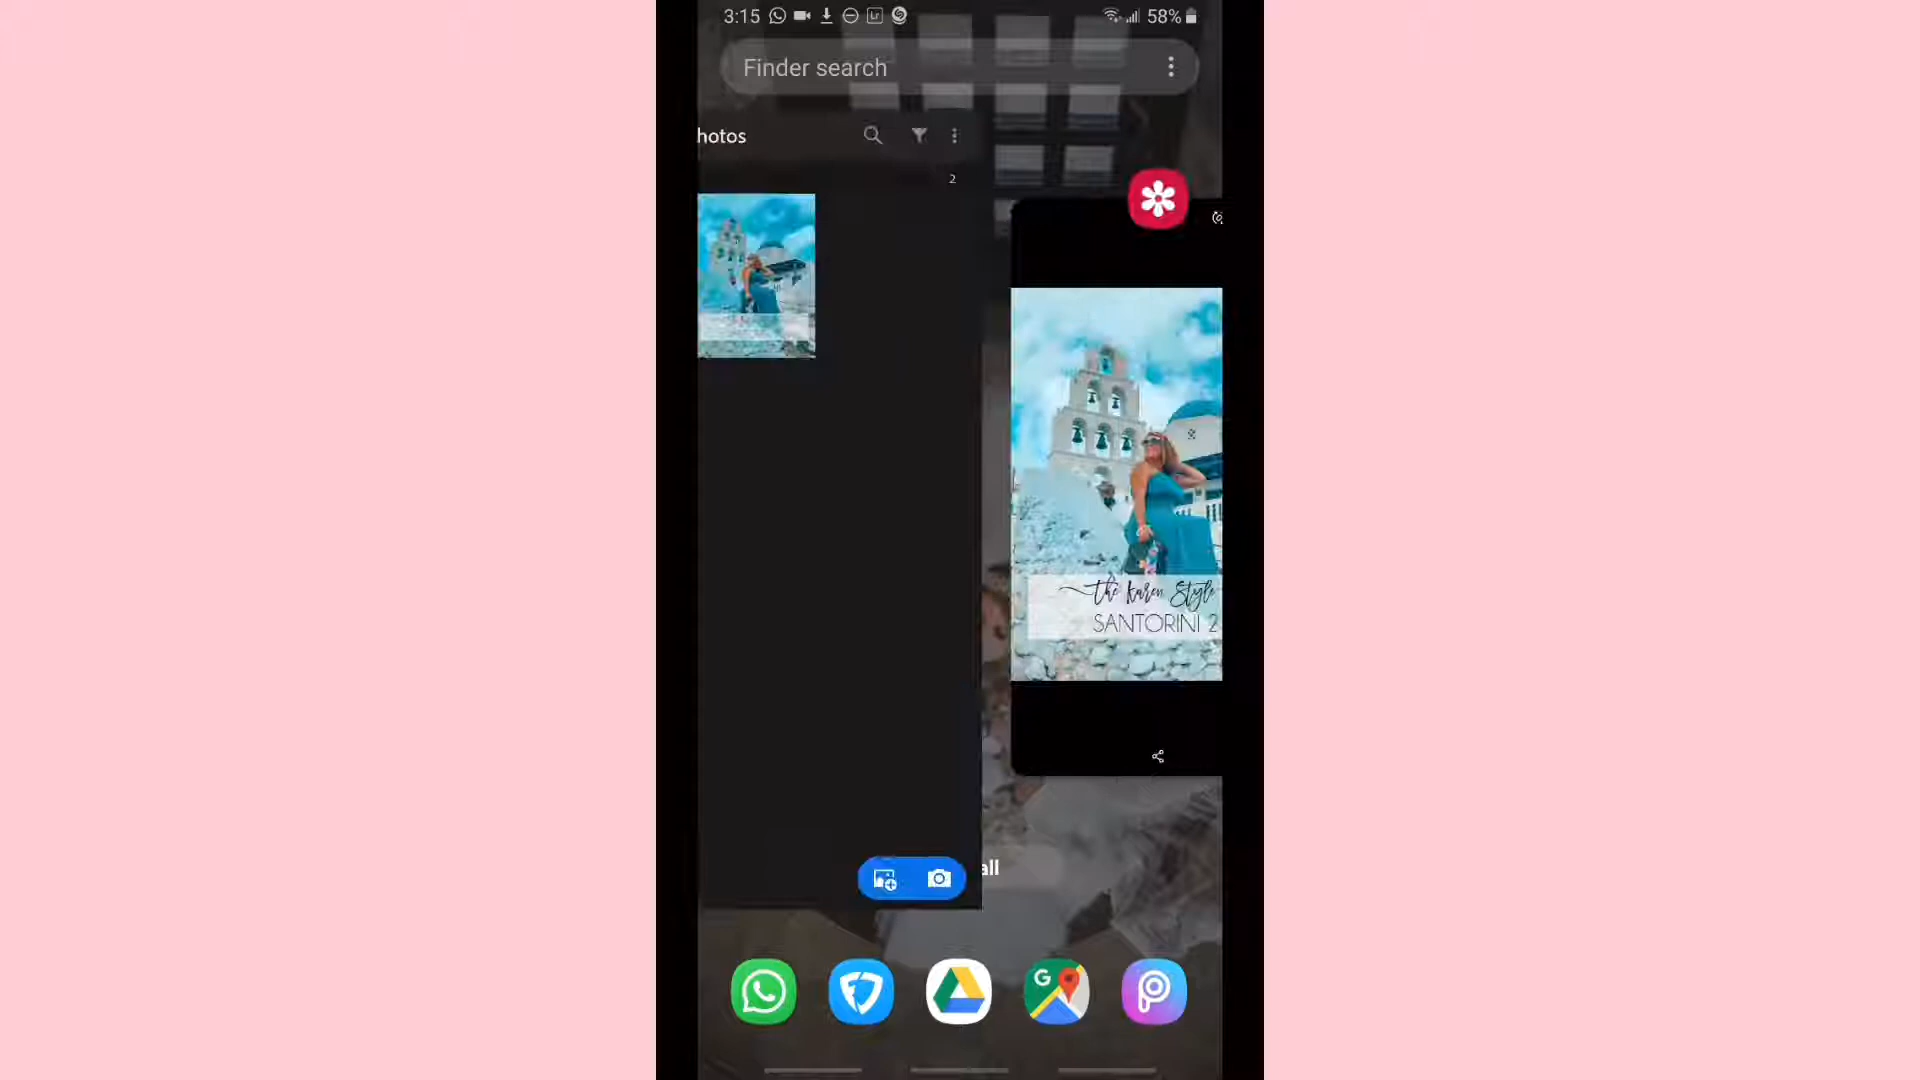 3:15
58%
Finder search
hotos
2
the Karen Style
SANTORINI 2
all